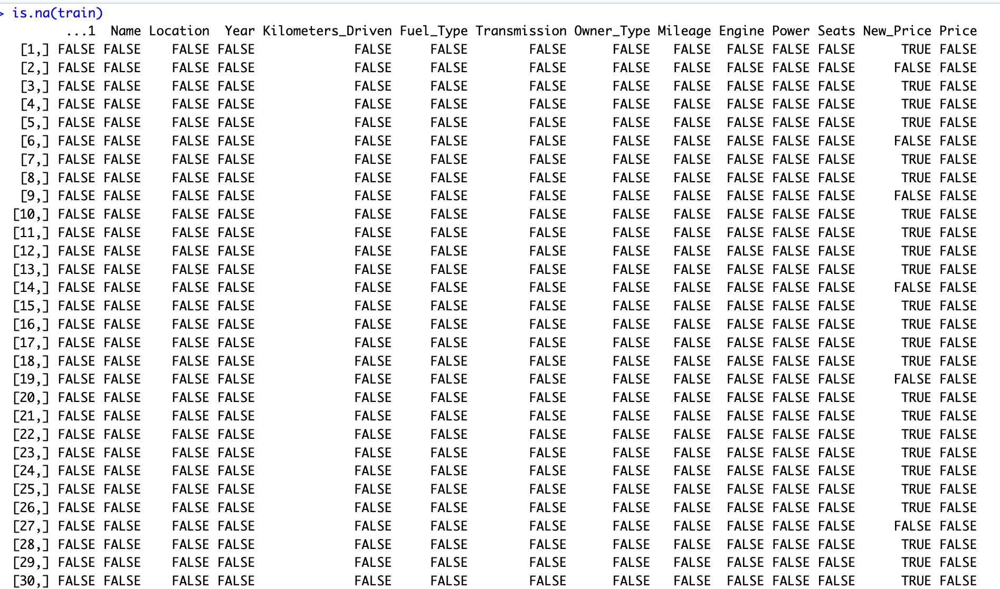 > is.na(train)
...1 Name Location Year Kilometers_Driven Fuel_Type Transmission Owner_Type Mileage Engine Power Seats New_Price Price
[1,] FALSE FALSE FALSE FALSE FALSE FALSE FALSE FALSE FALSE FALSE FALSE FALSE TRUE FALSE
[2,] FALSE FALSE FALSE FALSE FALSE FALSE FALSE FALSE FALSE FALSE FALSE FALSE FALSE FALSE
[3,] FALSE FALSE FALSE FALSE FALSE FALSE FALSE FALSE FALSE FALSE FALSE FALSE TRUE FALSE
[4,] FALSE FALSE FALSE FALSE FALSE FALSE FALSE FALSE FALSE FALSE FALSE FALSE TRUE FALSE
[5,] FALSE FALSE FALSE FALSE FALSE FALSE FALSE FALSE FALSE FALSE FALSE FALSE TRUE FALSE
[6,] FALSE FALSE FALSE FALSE FALSE FALSE FALSE FALSE FALSE FALSE FALSE FALSE FALSE FALSE
[7,] FALSE FALSE FALSE FALSE FALSE FALSE FALSE FALSE FALSE FALSE FALSE FALSE TRUE FALSE
[8,] FALSE FALSE FALSE FALSE FALSE FALSE FALSE FALSE FALSE FALSE FALSE FALSE TRUE FALSE
[9,] FALSE FALSE FALSE FALSE FALSE FALSE FALSE FALSE FALSE FALSE FALSE FALSE FALSE FALSE
[10,] FALSE FALSE FALSE FALSE FALSE FALSE FALSE FALSE FALSE FALSE FALSE FALSE TRUE FALSE
[11,] FALSE FALSE FALSE FALSE FALSE FALSE FALSE FALSE FALSE FALSE FALSE FALSE TRUE FALSE
[12,] FALSE FALSE FALSE FALSE FALSE FALSE FALSE FALSE FALSE FALSE FALSE FALSE TRUE FALSE
[13,] FALSE FALSE FALSE FALSE FALSE FALSE FALSE FALSE FALSE FALSE FALSE FALSE TRUE FALSE
[14,] FALSE FALSE FALSE FALSE FALSE FALSE FALSE FALSE FALSE FALSE FALSE FALSE FALSE FALSE
[15,] FALSE FALSE FALSE FALSE FALSE FALSE FALSE FALSE FALSE FALSE FALSE FALSE TRUE FALSE
[16,] FALSE FALSE FALSE FALSE FALSE FALSE FALSE FALSE FALSE FALSE FALSE FALSE TRUE FALSE
[17,] FALSE FALSE FALSE FALSE FALSE FALSE FALSE FALSE FALSE FALSE FALSE FALSE TRUE FALSE
[18,] FALSE FALSE FALSE FALSE FALSE FALSE FALSE FALSE FALSE FALSE FALSE FALSE TRUE FALSE
[19,] FALSE FALSE FALSE FALSE FALSE FALSE FALSE FALSE FALSE FALSE FALSE FALSE FALSE FALSE
[20,] FALSE FALSE FALSE FALSE FALSE FALSE FALSE FALSE FALSE FALSE FALSE FALSE TRUE FALSE
[21,] FALSE FALSE FALSE FALSE FALSE FALSE FALSE FALSE FALSE FALSE FALSE FALSE TRUE FALSE
[22,] FALSE FALSE FALSE FALSE FALSE FALSE FALSE FALSE FALSE FALSE FALSE FALSE TRUE FALSE
[23,] FALSE FALSE FALSE FALSE FALSE FALSE FALSE FALSE FALSE FALSE FALSE FALSE TRUE FALSE
[24,] FALSE FALSE FALSE FALSE FALSE FALSE FALSE FALSE FALSE FALSE FALSE FALSE TRUE FALSE
[25,] FALSE FALSE FALSE FALSE FALSE FALSE FALSE FALSE FALSE FALSE FALSE FALSE TRUE FALSE
[26,] FALSE FALSE FALSE FALSE FALSE FALSE FALSE FALSE FALSE FALSE FALSE FALSE TRUE FALSE
[27,] FALSE FALSE FALSE FALSE FALSE FALSE FALSE FALSE FALSE FALSE FALSE FALSE FALSE FALSE
[28,] FALSE FALSE FALSE FALSE FALSE FALSE FALSE FALSE FALSE FALSE FALSE FALSE TRUE FALSE
[29,] FALSE FALSE FALSE FALSE FALSE FALSE FALSE FALSE FALSE FALSE FALSE FALSE TRUE FALSE
[30,] FALSE FALSE FALSE FALSE FALSE FALSE FALSE FALSE FALSE FALSE FALSE FALSE TRUE FALSE